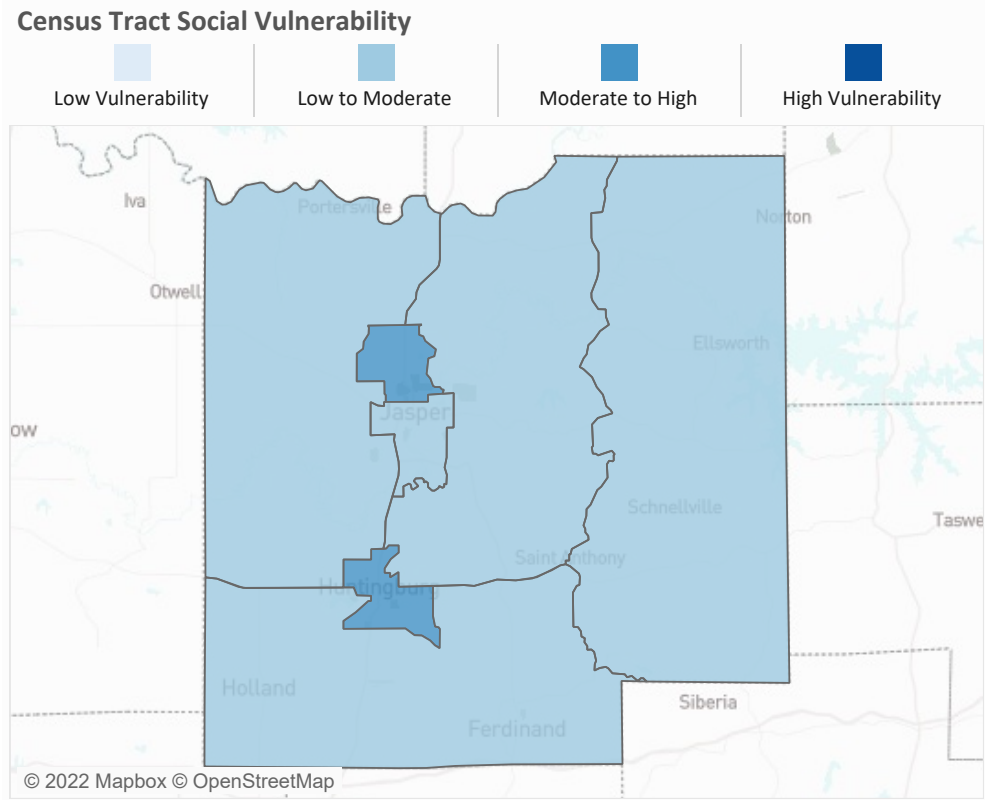 Census Tract Social Vulnerability
Low Vulnerability
Low to Moderate
Moderate to High
High Vulnerability
Iva
Portersville
Norton
Otwell
Ellsworth
Jasper
ow
Schnellville
Taswe
Saint Anthony
Huntingburg
Holland
Siberia
Ferdinand
© 2022 Mapbox © OpenStreetMap